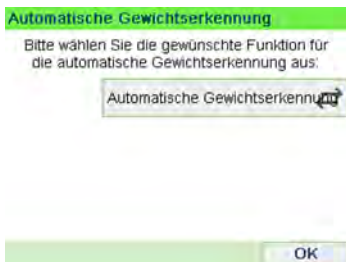 Automatische Gewichtserkennung
Bitte wählen Sie die gewünschte Funktion für
die automatische Gewichtserkennung aus:
Automatische Gewichtserkennung
OK